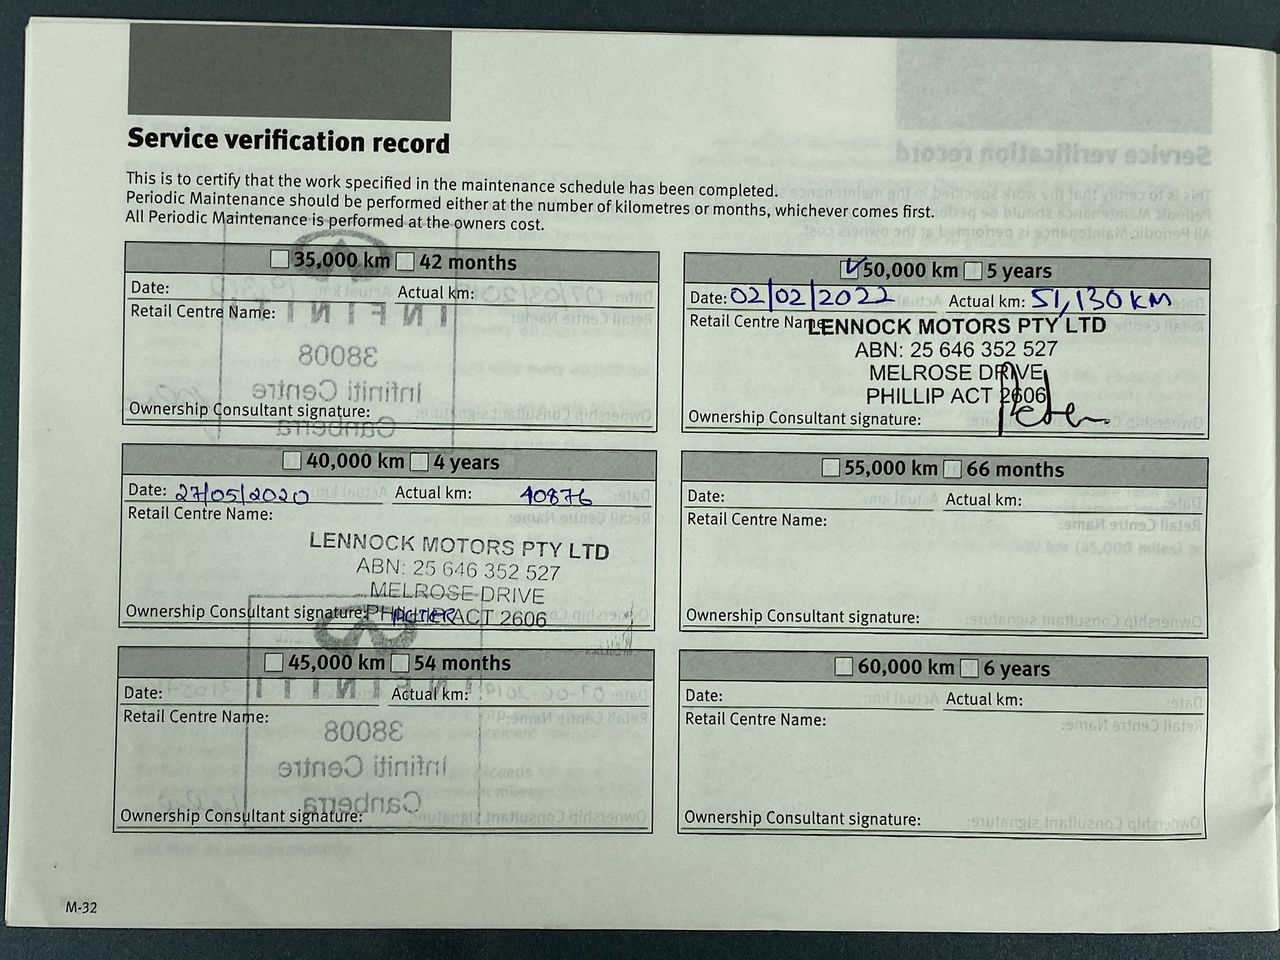 Service verification record
This is to certify that the work specified in the maintenance schedule has been completed.
Periodic Maintenance should be performed either at the number of kilometres or months, whichever comes first.
All Periodic Maintenance is performed at the owners cost.
35,000 km 42 months
Date: Actual km:
Retail Centre Name:
Ownership Consultant signature:
40,000 km 4 years
Date: 27/05/2020 Actual km: 40876
Retail Centre Name:
LENNOCK MOTORS PTY LTD
ABN: 25 646 352 527
MELROSE DRIVE
Ownership Consultant signature: PHILLIP ACT 2606
45,000 km 54 months
Date: Actual km:
Retail Centre Name:
Ownership Consultant signature:
50,000 km 5 years
Date: 02/02/2022 Actual km: 51,130 KM
Retail Centre Name:
LENNOCK MOTORS PTY LTD
ABN: 25 646 352 527
MELROSE DRIVE
PHILLIP ACT 2606
Ownership Consultant signature:
55,000 km 66 months
Date: Actual km:
Retail Centre Name:
Ownership Consultant signature:
60,000 km 6 years
Date: Actual km:
Retail Centre Name:
Ownership Consultant signature:
M-32